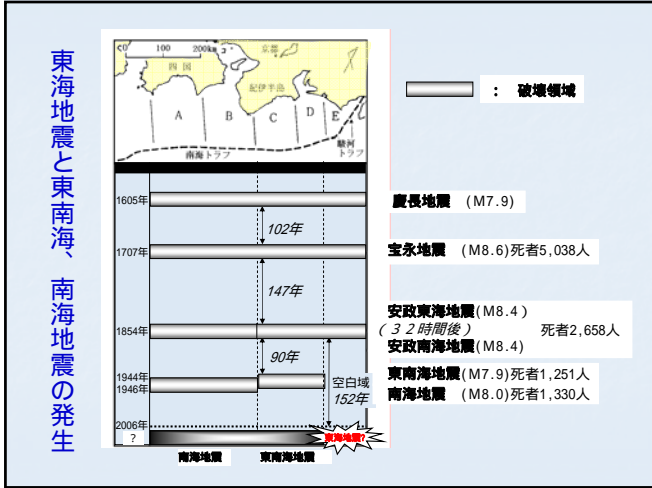 東海地震と東南海、南海地震の発生
0 100 200km
京都
四国
紀伊半島
A B C D E
南海トラフ
駿河
トラフ
： 破壊領域
1605年
慶長地震 (M7.9)
102年
1707年
宝永地震 (M8.6)死者5,038人
147年
安政東海地震(M8.4)
1854年
(３２時間後) 死者2,658人
安政南海地震(M8.4)
90年
1944年
東南海地震(M7.9)死者1,251人
1946年
南海地震 (M8.0)死者1,330人
空白域
152年
2006年
?
東海地震?
南海地震 東南海地震